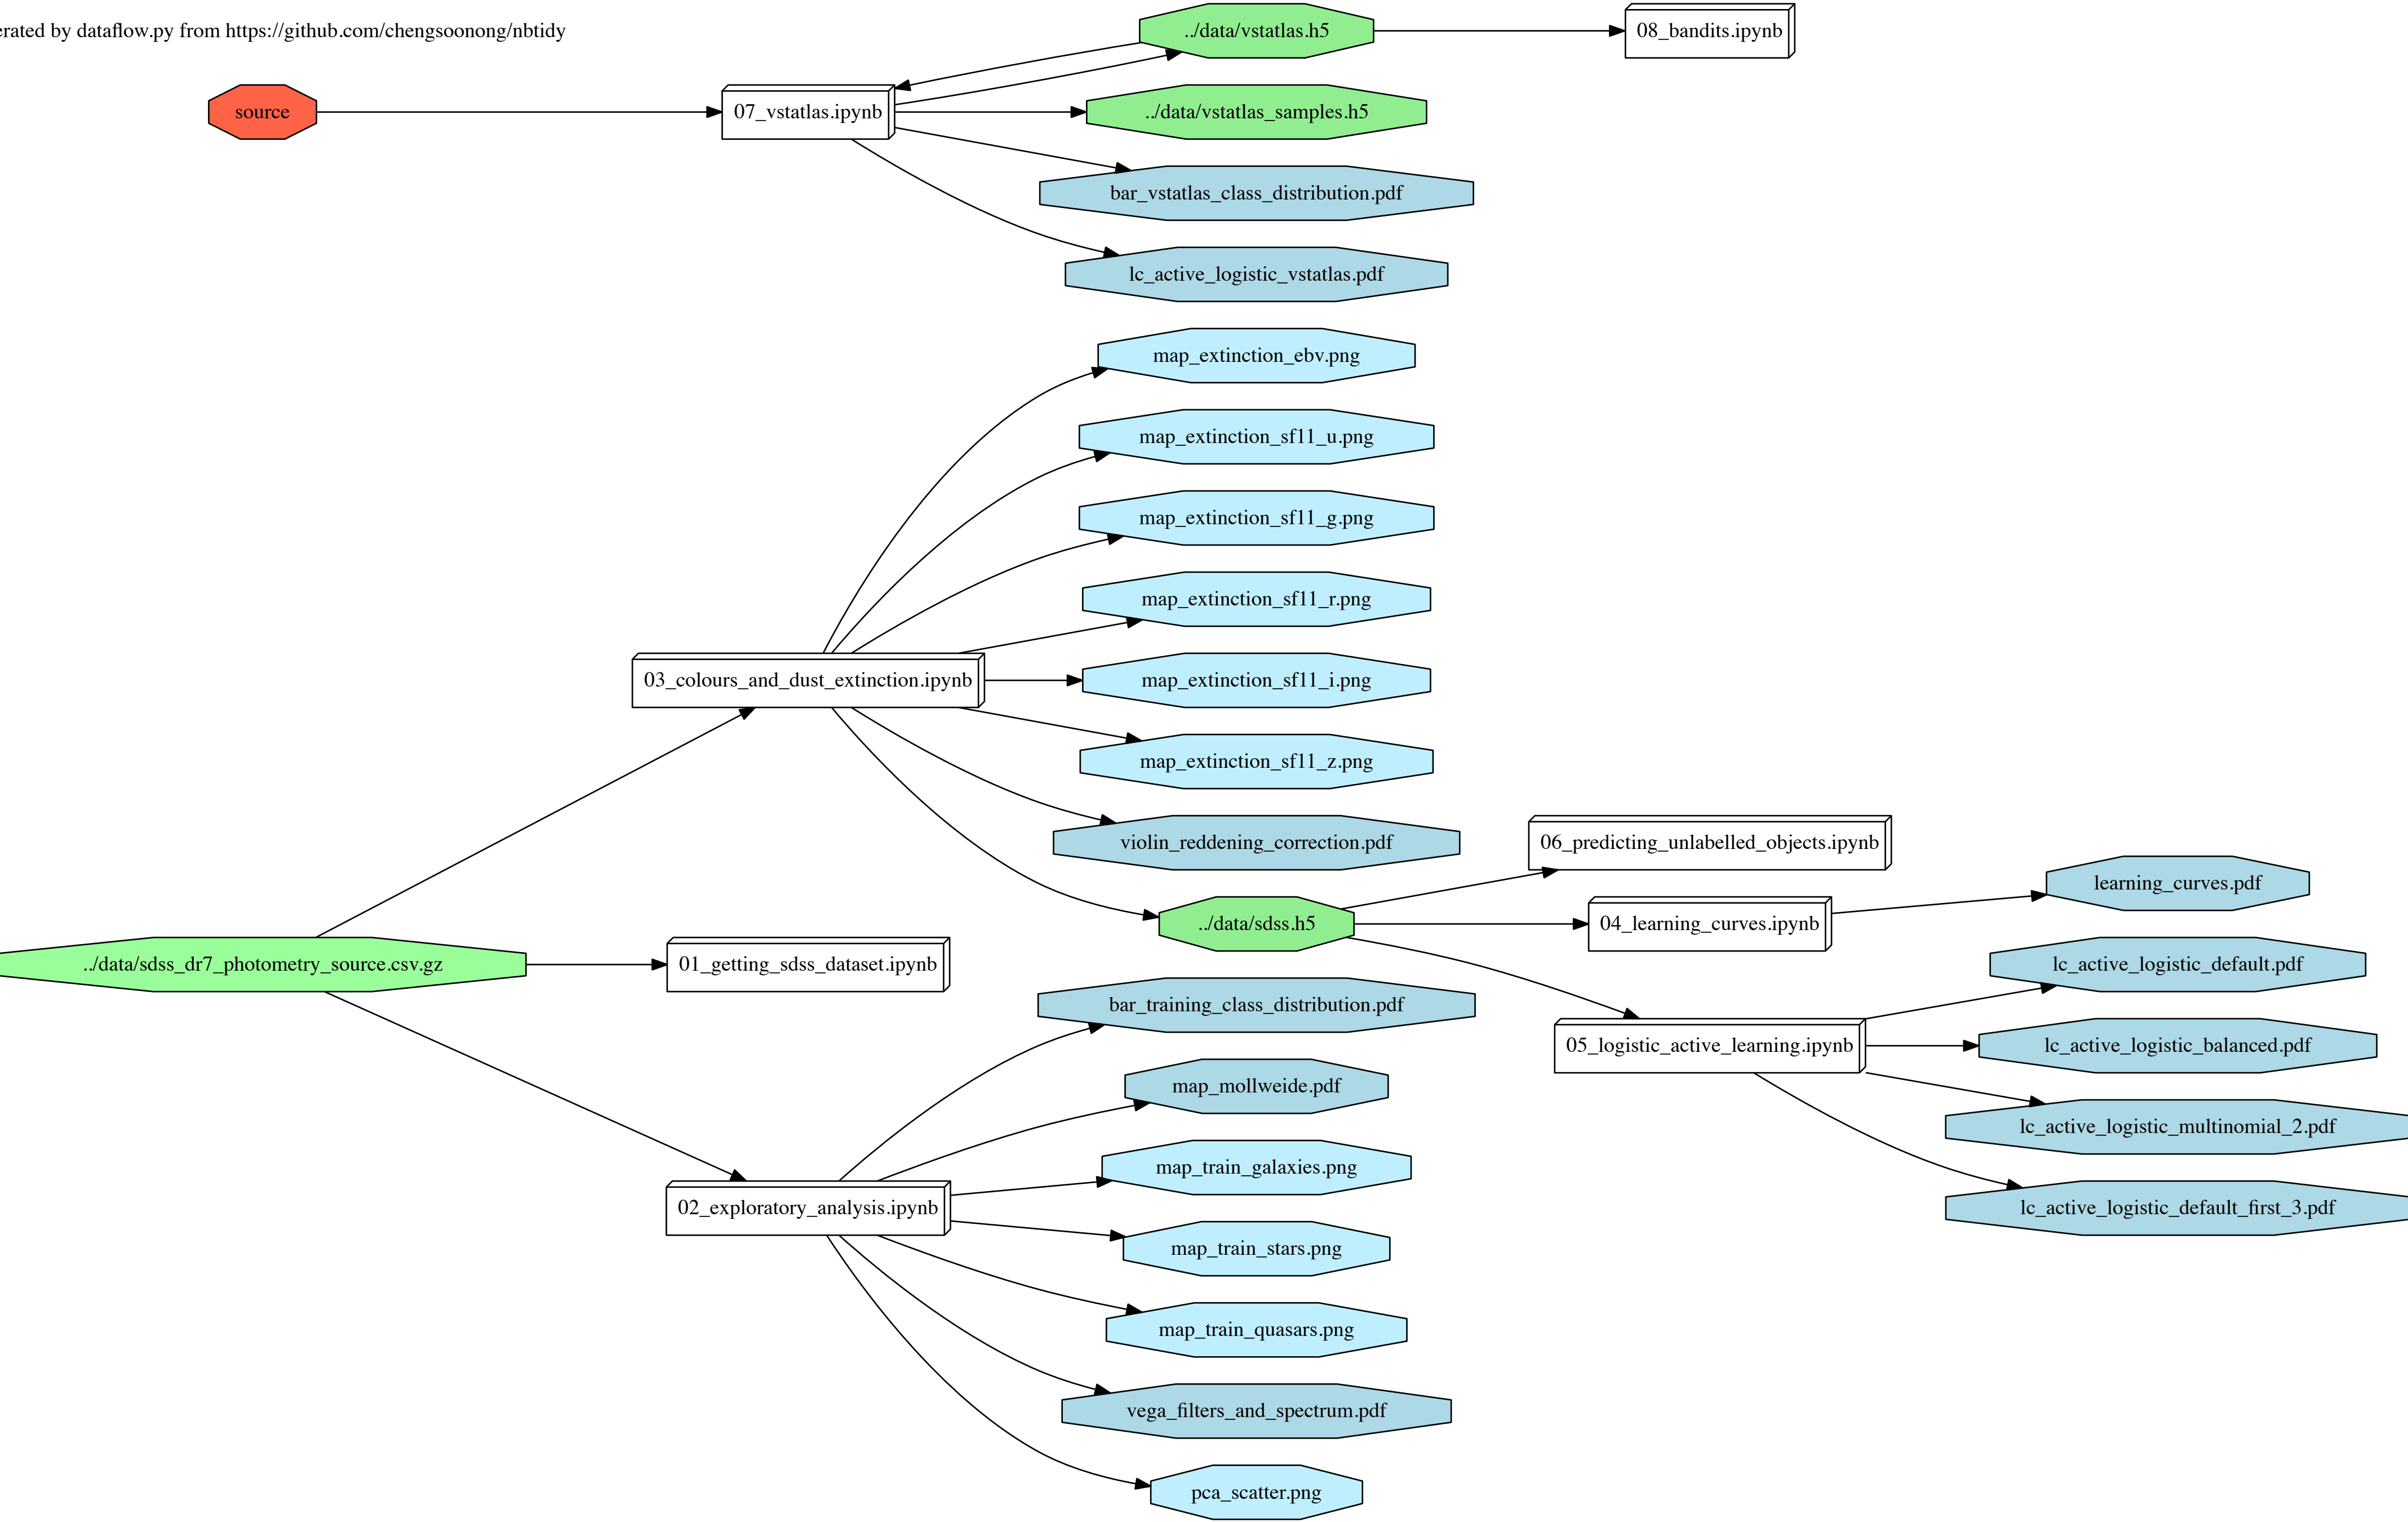 by dataflow.py from https://github.com/chengsoonong/nbtidy
../data/vstatlas.h5
08_bandits.ipynb
source
07_vstatlas.ipynb
../data/vstatlas_samples.h5
bar_vstatlas_class_distribution.pdf
lc_active_logistic_vstatlas.pdf
map_extinction_ebv.png
map_extinction_sf11_u.png
map_extinction_sf11_g.png
map_extinction_sf11_r.png
03_colours_and_dust_extinction.ipynb
map_extinction_sf11_i.png
map_extinction_sf11_z.png
violin_reddening_correction.pdf
06_predicting_unlabelled_objects.ipynb
learning_curves.pdf
../data/sdss.h5
04_learning_curves.ipynb
../data/sdss_dr7_photometry_source.csv.gz
01_getting_sdss_dataset.ipynb
lc_active_logistic_default.pdf
bar_training_class_distribution.pdf
05_logistic_active_learning.ipynb
lc_active_logistic_balanced.pdf
map_mollweide.pdf
lc_active_logistic_multinomial_2.pdf
map_train_galaxies.png
02_exploratory_analysis.ipynb
lc_active_logistic_default_first_3.pdf
map_train_stars.png
map_train_quasars.png
vega_filters_and_spectrum.pdf
pca_scatter.png